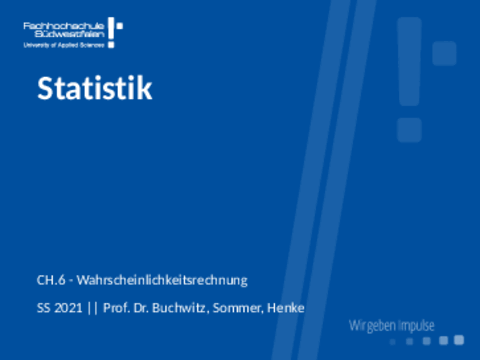 Fachhochschule
Südwestfalen
University of Applied Sciences
Statistik
CH.6 - Wahrscheinlichkeitsrechnung
SS 2021 || Prof. Dr. Buchwitz, Sommer, Henke
Wir geben Impulse